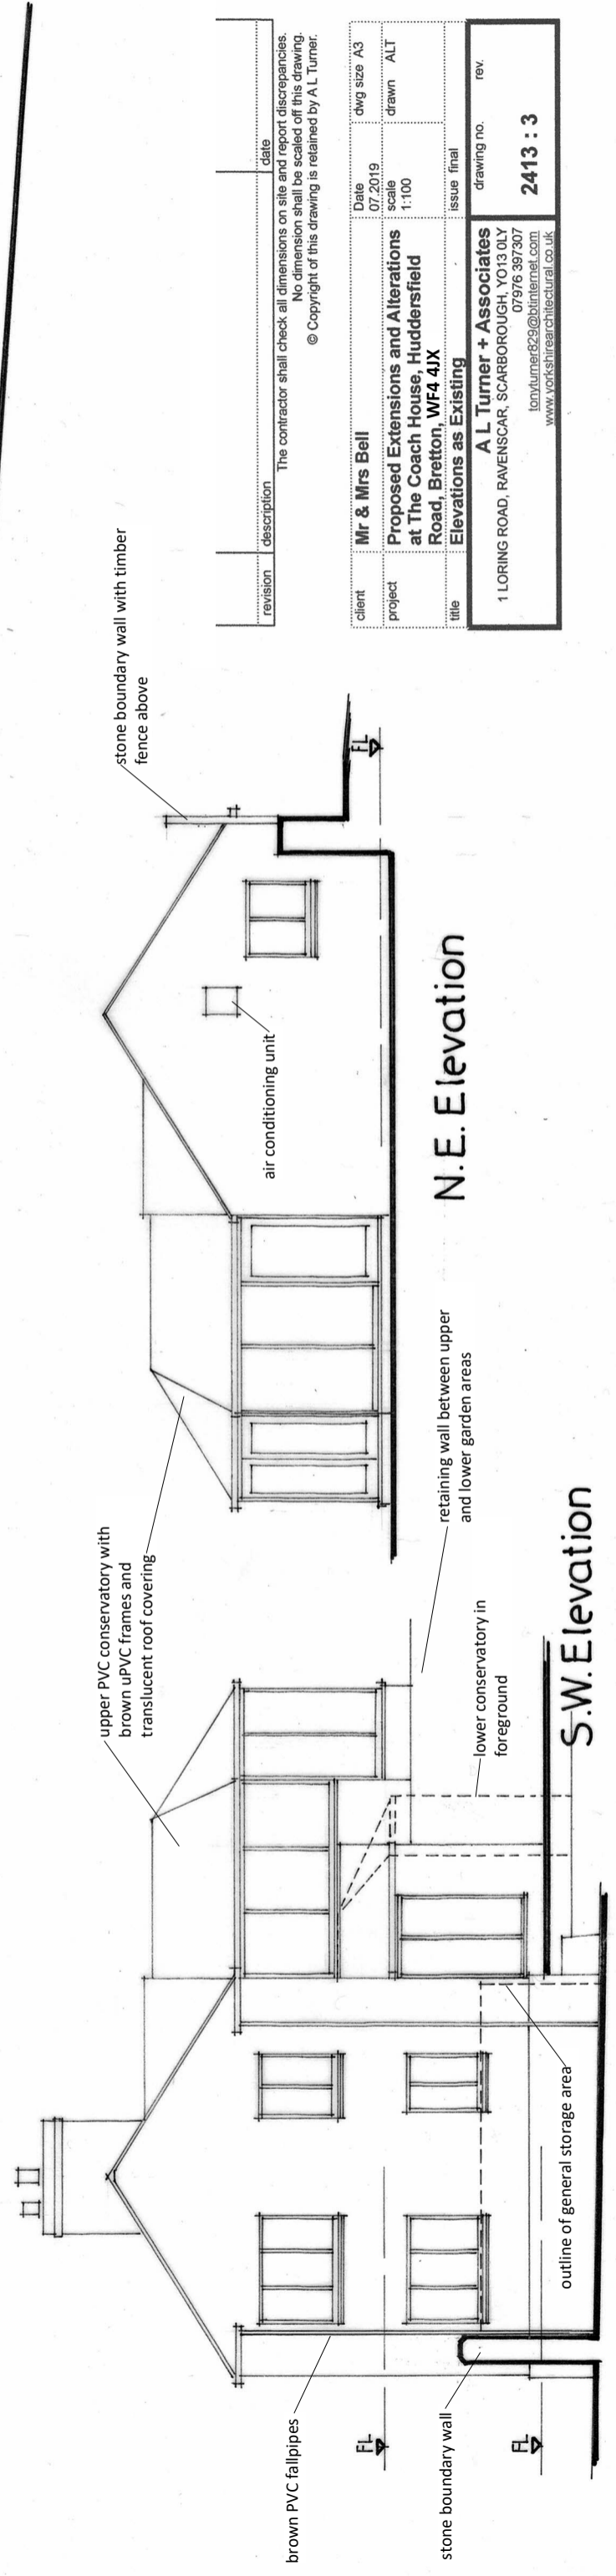 brown PVC fallpipes
stone boundary wall
FL
FL
outline of general storage area
upper PVC conservatory with
brown uPVC frames and
translucent roof covering
lower conservatory in
foreground
retaining wall between upper
and lower garden areas
S.W. Elevation
air conditioning unit
stone boundary wall with timber
fence above
FL
N.E. Elevation
revision description date
The contractor shall check all dimensions on site and report discrepancies.
No dimension shall be scaled off this drawing.
© Copyright of this drawing is retained by A L Turner.
client Mr & Mrs Bell Date 07.2019 dwg size A3
project Proposed Extensions and Alterations scale 1:100 drawn ALT
at The Coach House, Huddersfield
Road, Bretton, WF4 4JX
title Elevations as Existing issue final
A L Turner + Associates drawing no. rev.
1 LORING ROAD, RAVENSCAR, SCARBOROUGH, YO13 0LY
07976 397307 2413 : 3
tonyturner829@btinternet.com
www.yorkshirearchitectural.co.uk